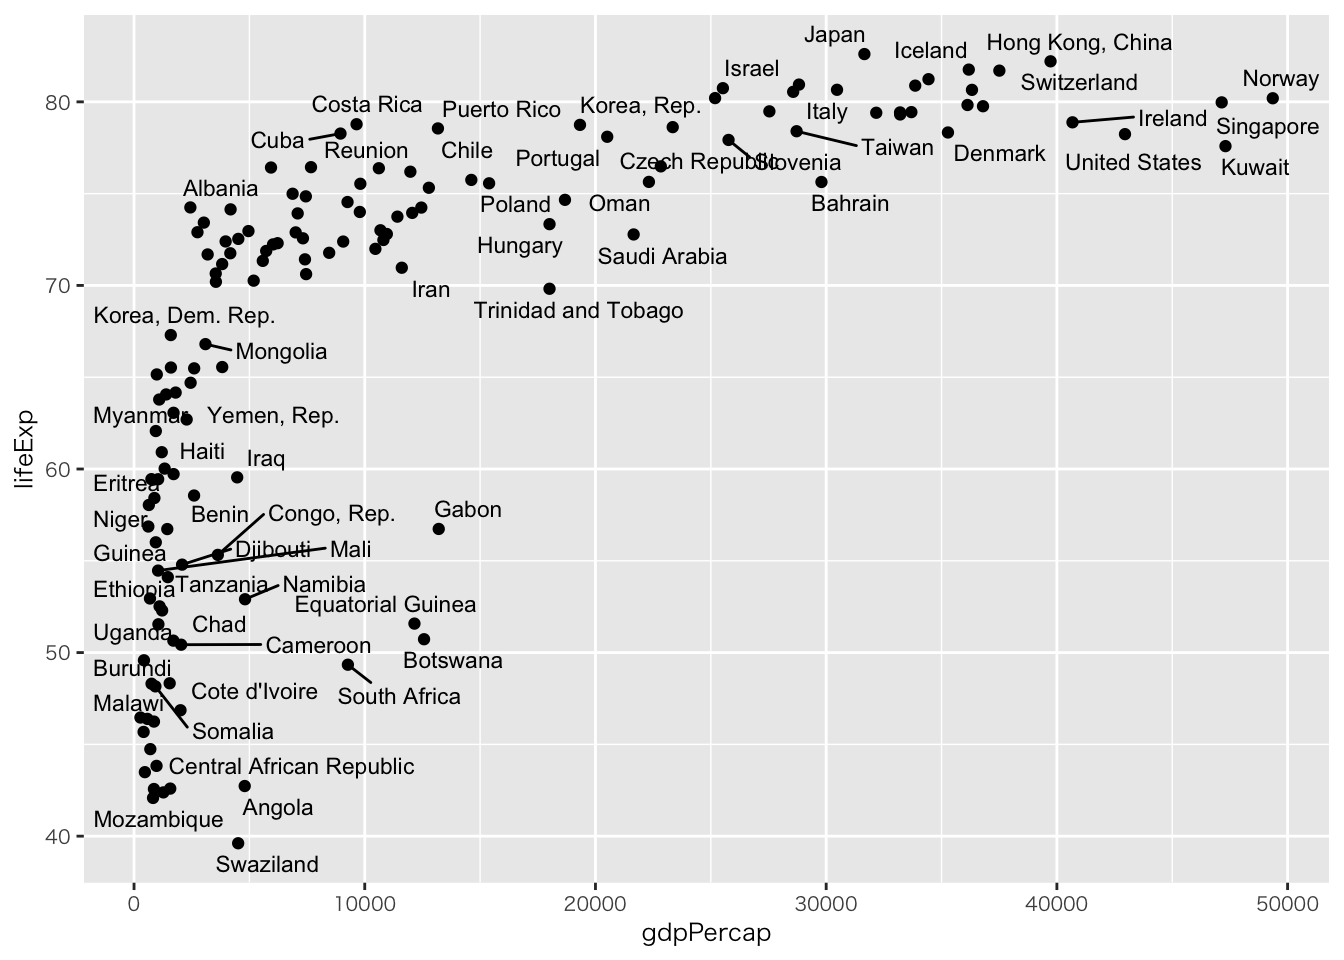 Japan
Iceland
Hong Kong, China
Israel
Switzerland
Norway
80
Costa Rica
Puerto Rico
Korea, Rep.
Italy
Ireland
Singapore
Cuba
Reunion
Chile
Portugal
Czech Republic
Slovenia
Taiwan
Denmark
United States
Kuwait
Albania
Poland
Oman
Bahrain
Hungary
Saudi Arabia
70
Iran
Trinidad and Tobago
Korea, Dem. Rep.
Mongolia
Myanmar
Yemen, Rep.
Haiti
Iraq
60
Eritrea
Niger
Benin
Congo, Rep.
Gabon
Guinea
Djibouti
Mali
Ethiopia
Tanzania
Namibia
Equatorial Guinea
Uganda
Chad
Cameroon
50
Botswana
Burundi
Cote d'Ivoire
South Africa
Malawi
Somalia
Central African Republic
Angola
Mozambique
40
Swaziland
lifeExp
0 10000 20000 30000 40000 50000
gdpPercap